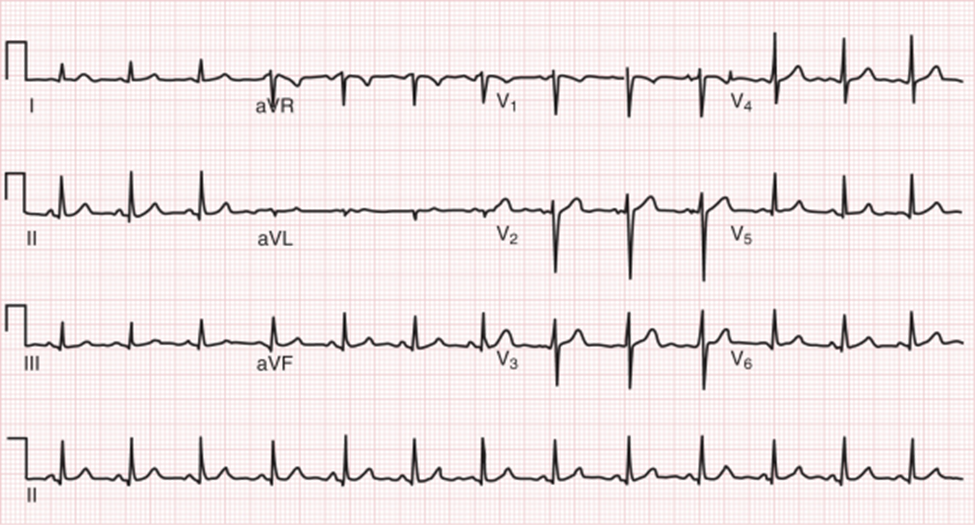 I aVR V1 V4
II aVL V2 V5
III aVF V3 V6
II